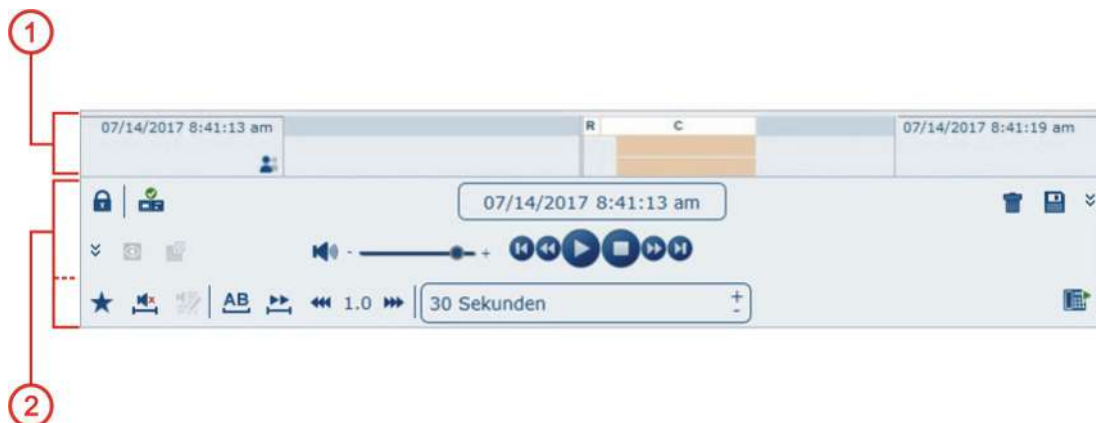 1
07/14/2017 8:41:13 am R C 07/14/2017 8:41:19 am
07/14/2017 8:41:13 am
- +
AB 1.0 30 Sekunden + -
2